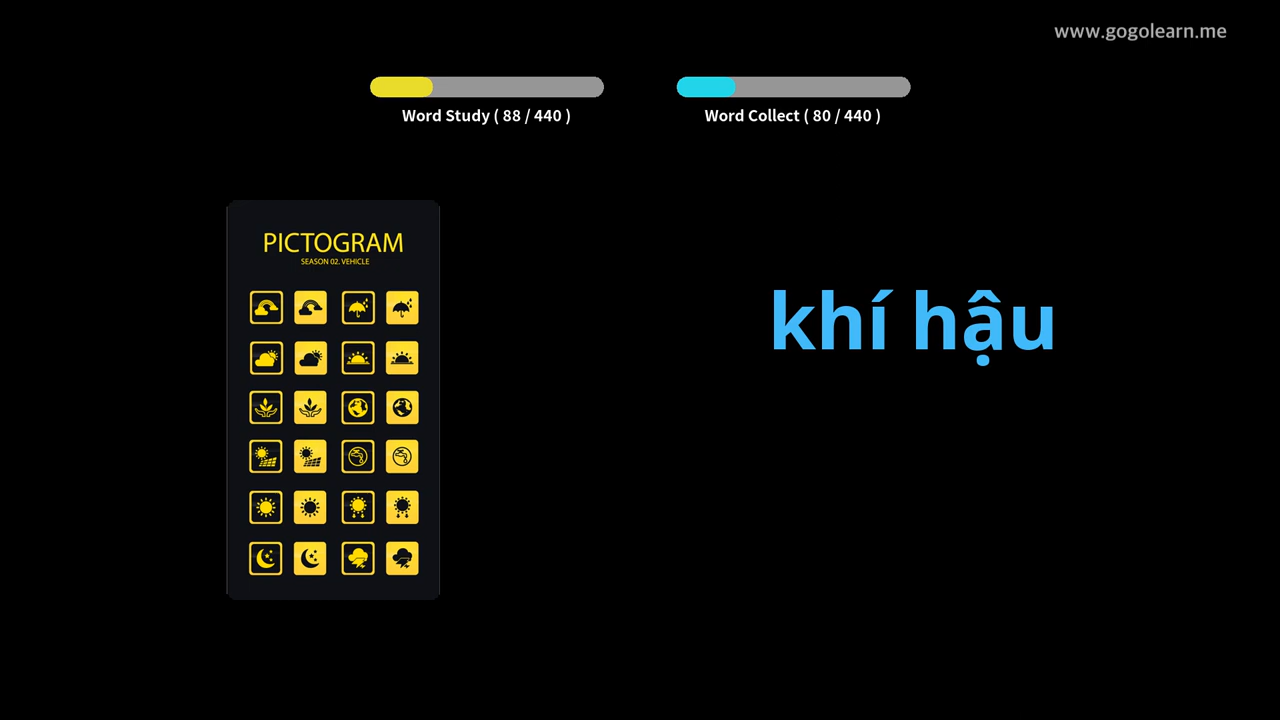 www.gogolearn.me
Word Study ( 88 / 440 )
Word Collect ( 80 / 440 )
PICTOGRAM
SEASON 02. VEHICLE
khí hậu